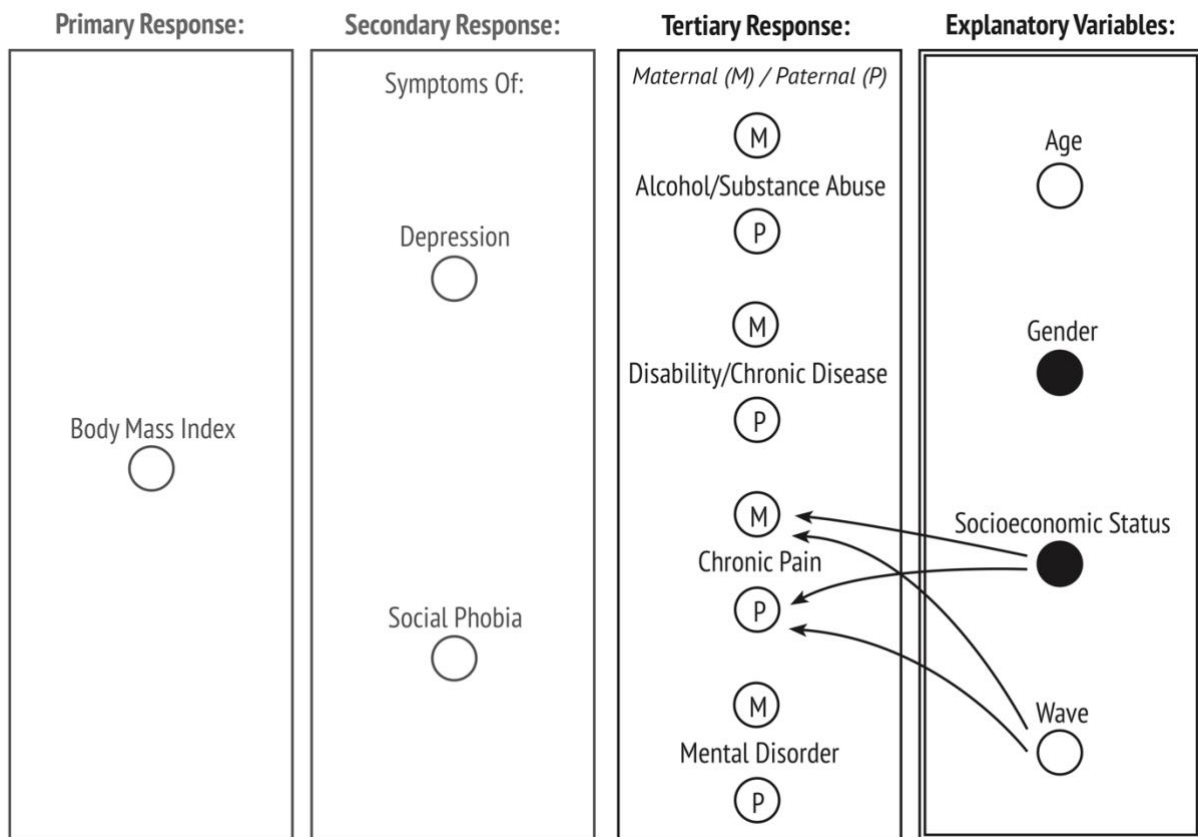 Primary Response:
Secondary Response:
Tertiary Response:
Explanatory Variables:
Body Mass Index
Symptoms Of:
Depression
Social Phobia
Maternal (M) / Paternal (P)
M
Alcohol/Substance Abuse
P
M
Disability/Chronic Disease
P
M
Chronic Pain
P
M
Mental Disorder
P
Age
Gender
Socioeconomic Status
Wave